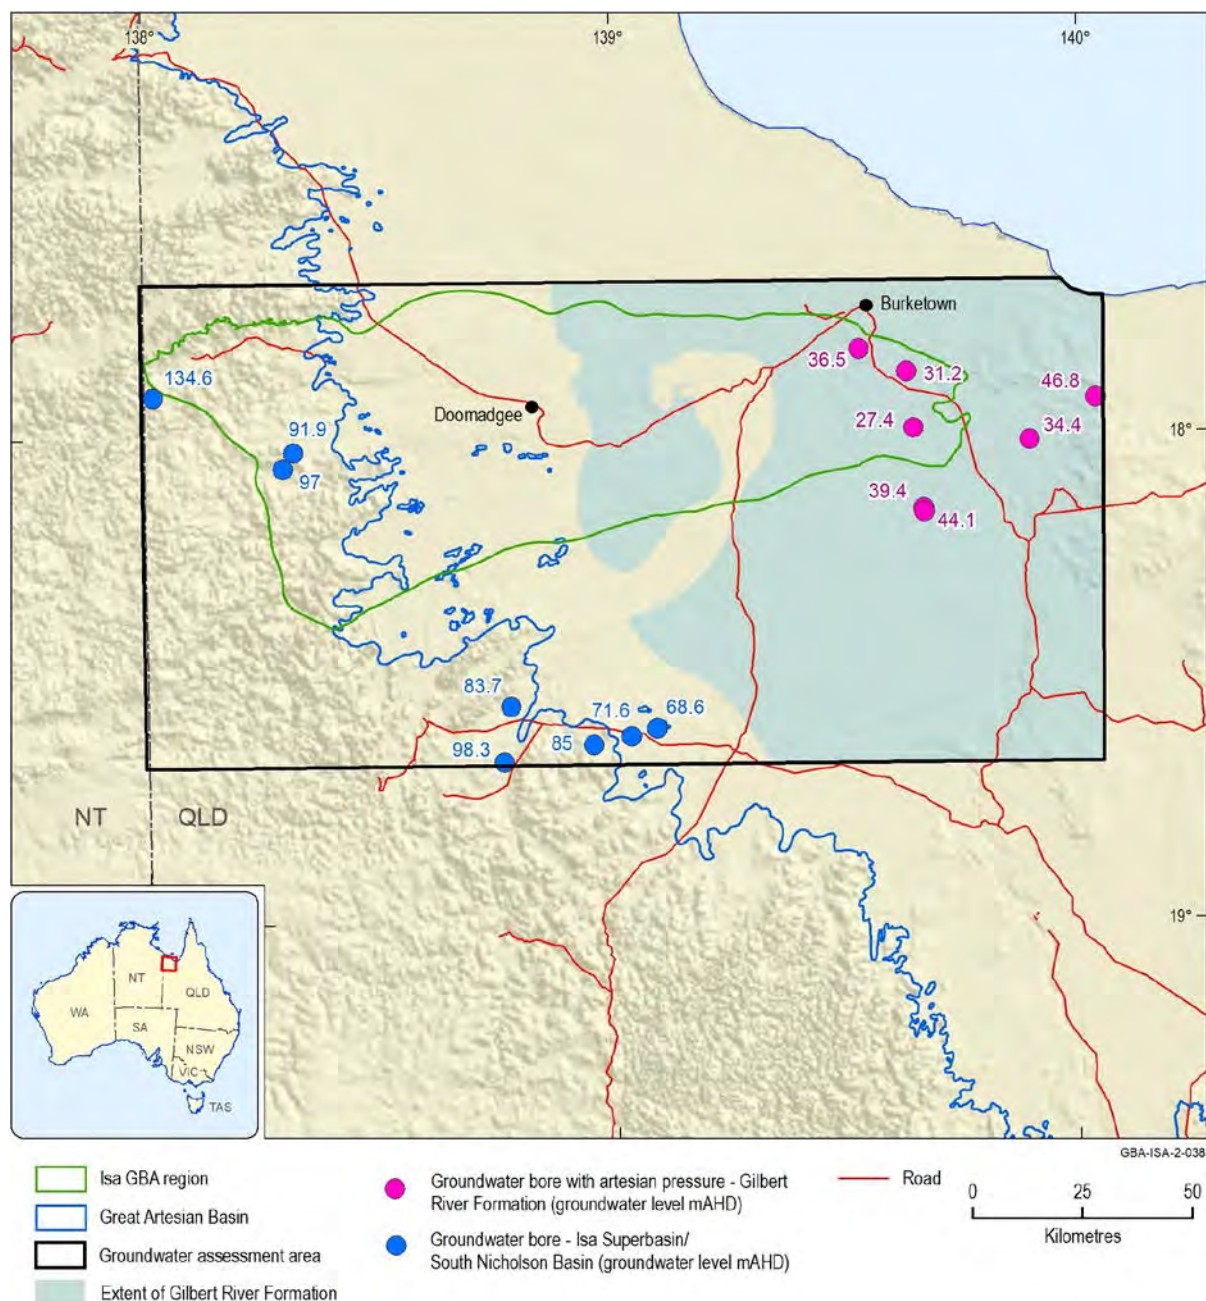 138°
139°
140°
Burketown
134.6
36.5
31.2
46.8
Doomadgee
91.9
27.4
34.4
18°
97
39.4
44.1
83.7
71.6
68.6
98.3
85
NT
QLD
19°
NT
QLD
WA
SA
NSW
VIC
TAS
GBA-ISA-2-038
Isa GBA region
Great Artesian Basin
Groundwater assessment area
Extent of Gilbert River Formation
Groundwater bore with artesian pressure - Gilbert
River Formation (groundwater level mAHD)
Groundwater bore - Isa Superbasin/
South Nicholson Basin (groundwater level mAHD)
Road
0 25 50
Kilometres